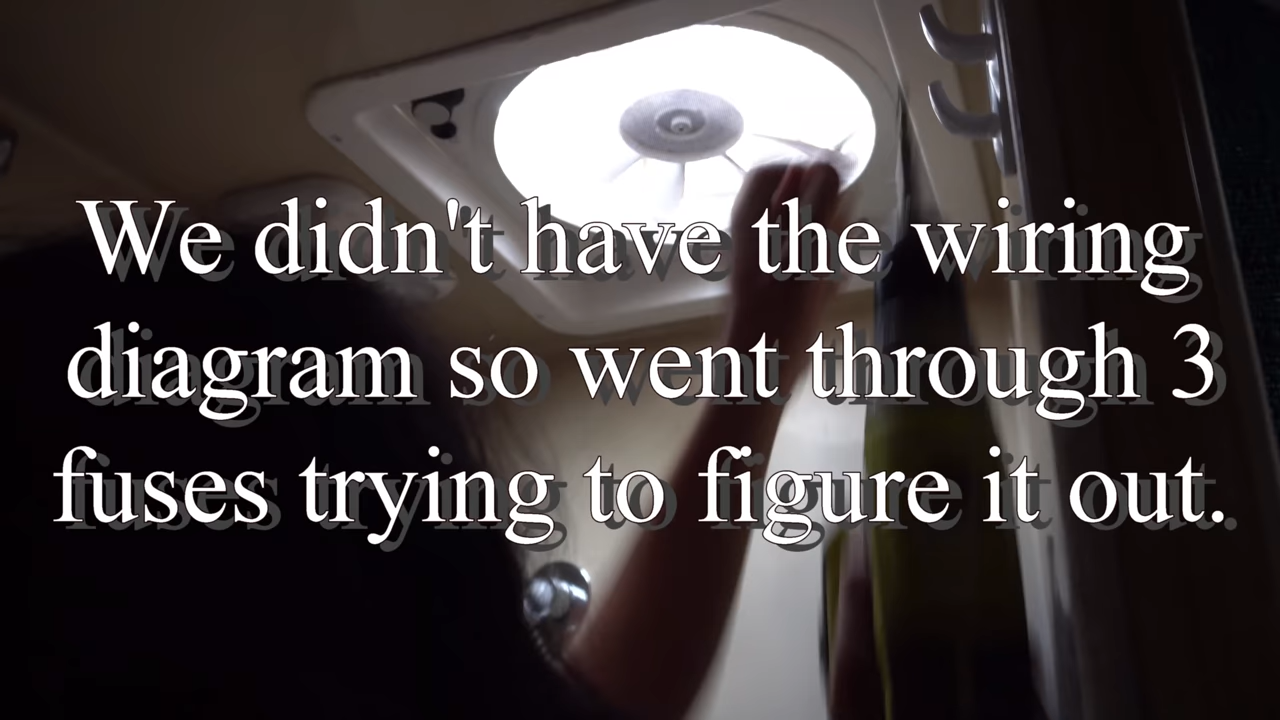 We didn't have the wiring
diagram so went through 3
fuses trying to figure it out.